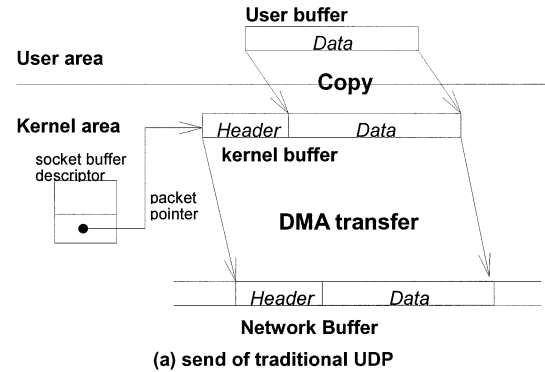 User buffer
Data
User area
Copy
Kernel area
Header Data
socket buffer
descriptor
kernel buffer
packet
pointer
DMA transfer
Header Data
Network Buffer
(a) send of traditional UDP